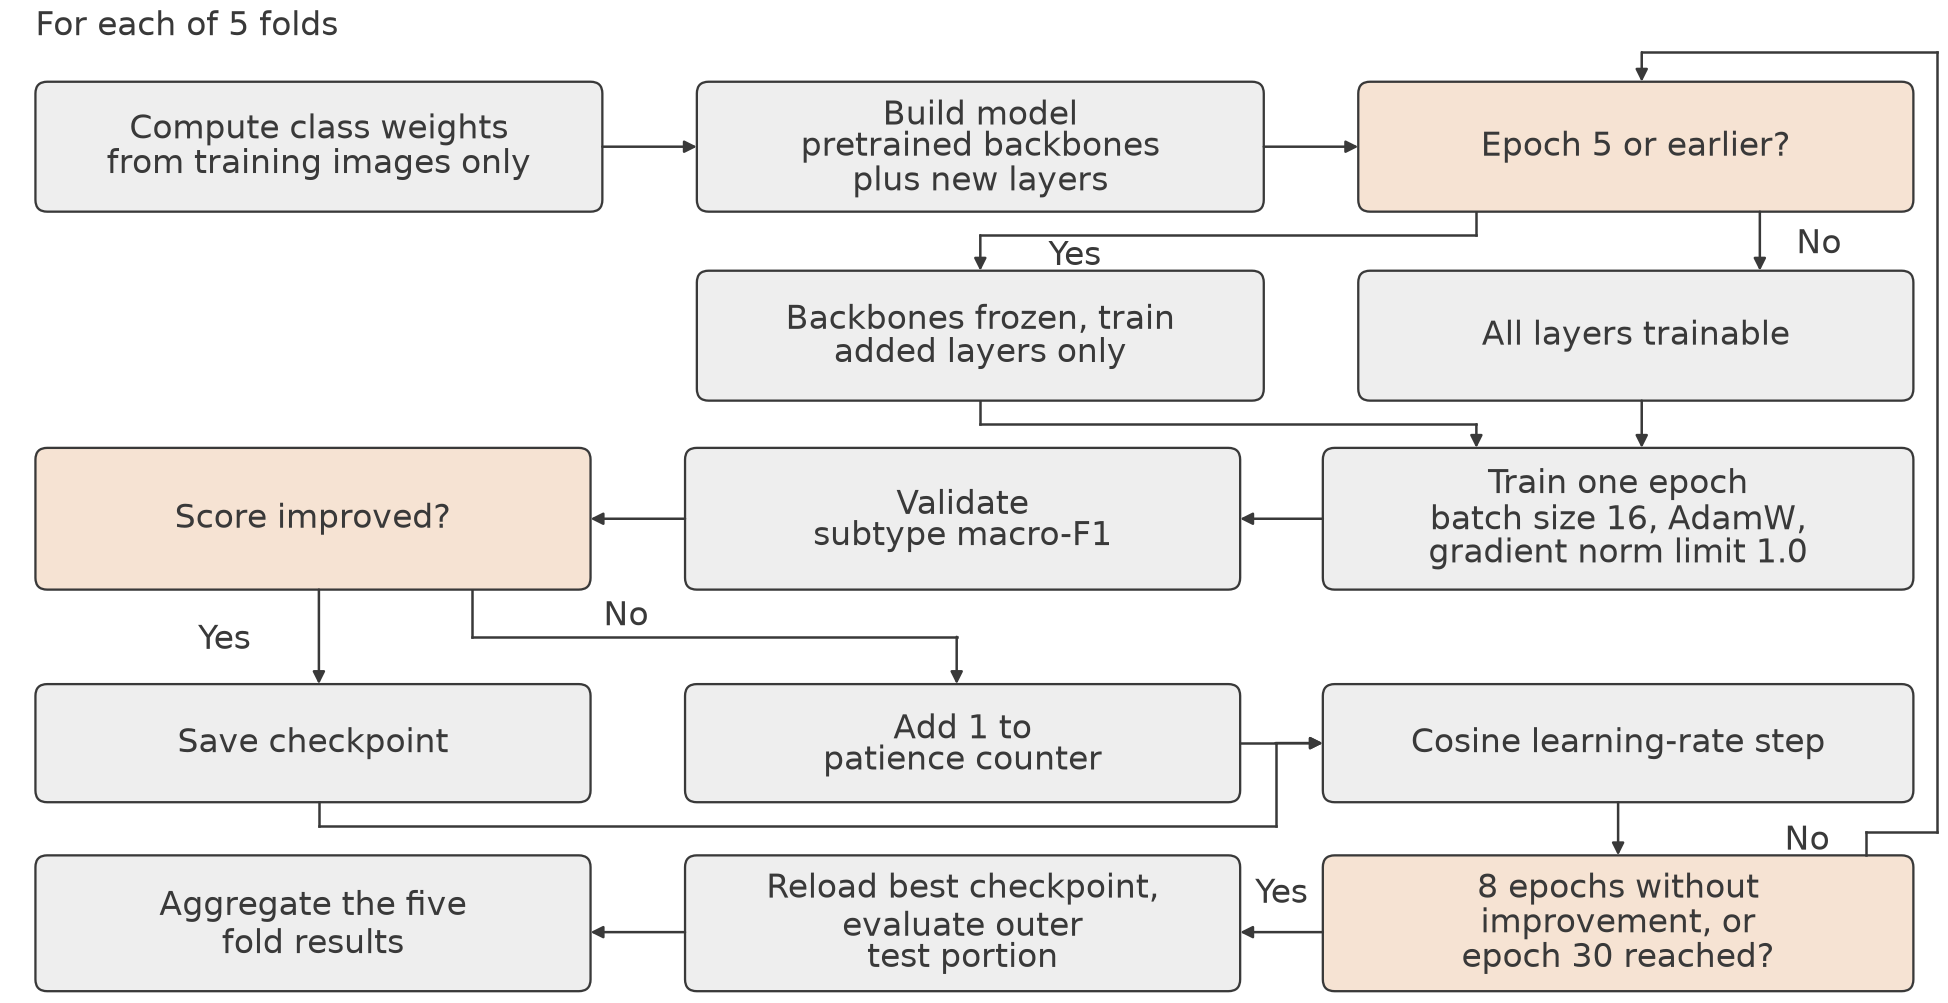 For each of 5 folds
Compute class weights
from training images only
Build model
pretrained backbones
plus new layers
Epoch 5 or earlier?
Yes
No
Backbones frozen, train
added layers only
All layers trainable
Score improved?
Validate
subtype macro-F1
Train one epoch
batch size 16, AdamW,
gradient norm limit 1.0
Yes
No
Save checkpoint
Add 1 to
patience counter
Cosine learning-rate step
No
Aggregate the five
fold results
Reload best checkpoint,
evaluate outer
test portion
Yes
8 epochs without
improvement, or
epoch 30 reached?